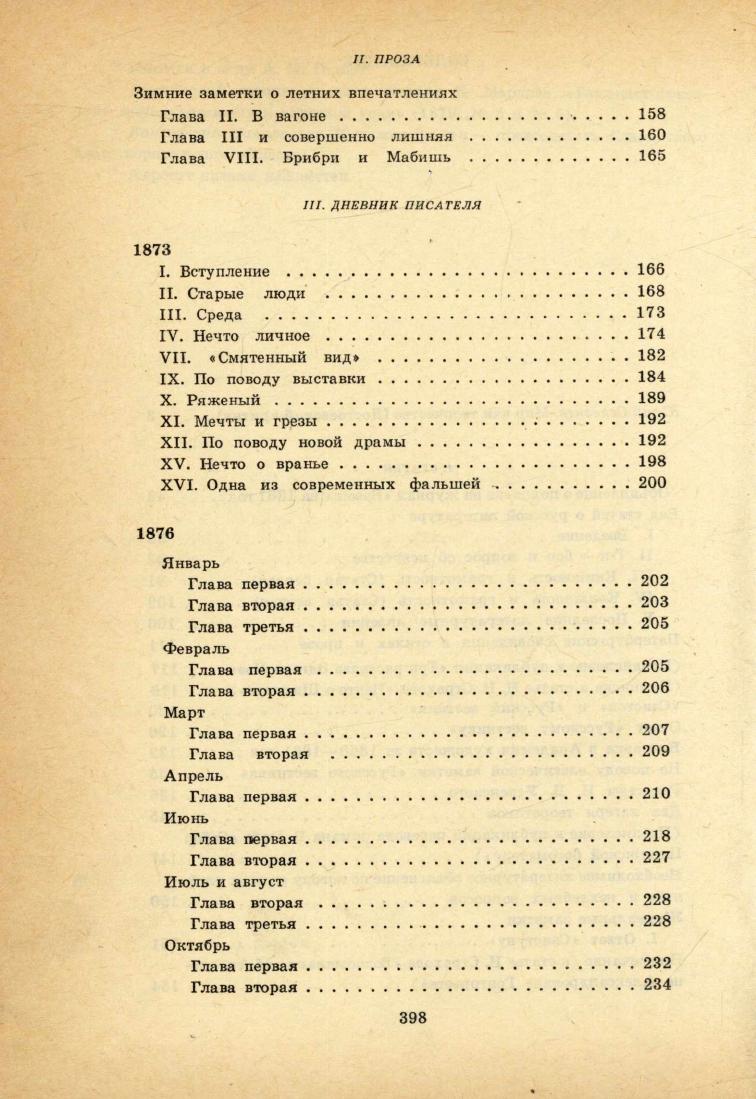 II. ПРОЗА
Зимние заметки о летних впечатлениях
Глава II. В вагоне . . . . . . . . . . . . . . . . . . . . . . . 158
Глава III и совершенно лишняя . . . . . . . . . . . . . 160
Глава VIII. Брибри и Мабишь . . . . . . . . . . . . . 165
III. ДНЕВНИК ПИСАТЕЛЯ
1873
I. Вступление . . . . . . . . . . . . . . . . . . . . . . . . . . . 166
II. Старые люди . . . . . . . . . . . . . . . . . . . . . . . . 168
III. Среда . . . . . . . . . . . . . . . . . . . . . . . . . . . . . 173
IV. Нечто личное . . . . . . . . . . . . . . . . . . . . . . . . 174
VII. «Смятенный вид» . . . . . . . . . . . . . . . . . . . . 182
IX. По поводу выставки . . . . . . . . . . . . . . . . . . . . 184
X. Ряженый . . . . . . . . . . . . . . . . . . . . . . . . . . . . 189
XI. Мечты и грезы . . . . . . . . . . . . . . . . . . . . . . . . 192
XII. По поводу новой драмы . . . . . . . . . . . . . . . . . 192
XV. Нечто о вранье . . . . . . . . . . . . . . . . . . . . . . . 198
XVI. Одна из современных фальшей . . . . . . . . . . . 200
1876
Январь
Глава первая . . . . . . . . . . . . . . . . . . . . . . . . . . 202
Глава вторая . . . . . . . . . . . . . . . . . . . . . . . . . . 203
Глава третья . . . . . . . . . . . . . . . . . . . . . . . . . . 205
Февраль
Глава первая . . . . . . . . . . . . . . . . . . . . . . . . . 205
Глава вторая . . . . . . . . . . . . . . . . . . . . . . . . . . 206
Март
Глава первая . . . . . . . . . . . . . . . . . . . . . . . . . . 207
Глава вторая . . . . . . . . . . . . . . . . . . . . . . . . 209
Апрель
Глава первая . . . . . . . . . . . . . . . . . . . . . . . . . . 210
Июнь
Глава первая . . . . . . . . . . . . . . . . . . . . . . . . . . 218
Глава вторая . . . . . . . . . . . . . . . . . . . . . . . . . . 227
Июль и август
Глава вторая . . . . . . . . . . . . . . . . . . . . . . . . . 228
Глава третья . . . . . . . . . . . . . . . . . . . . . . . . . . 228
Октябрь
Глава первая . . . . . . . . . . . . . . . . . . . . . . . . . . 232
Глава вторая . . . . . . . . . . . . . . . . . . . . . . . . . . 234
398